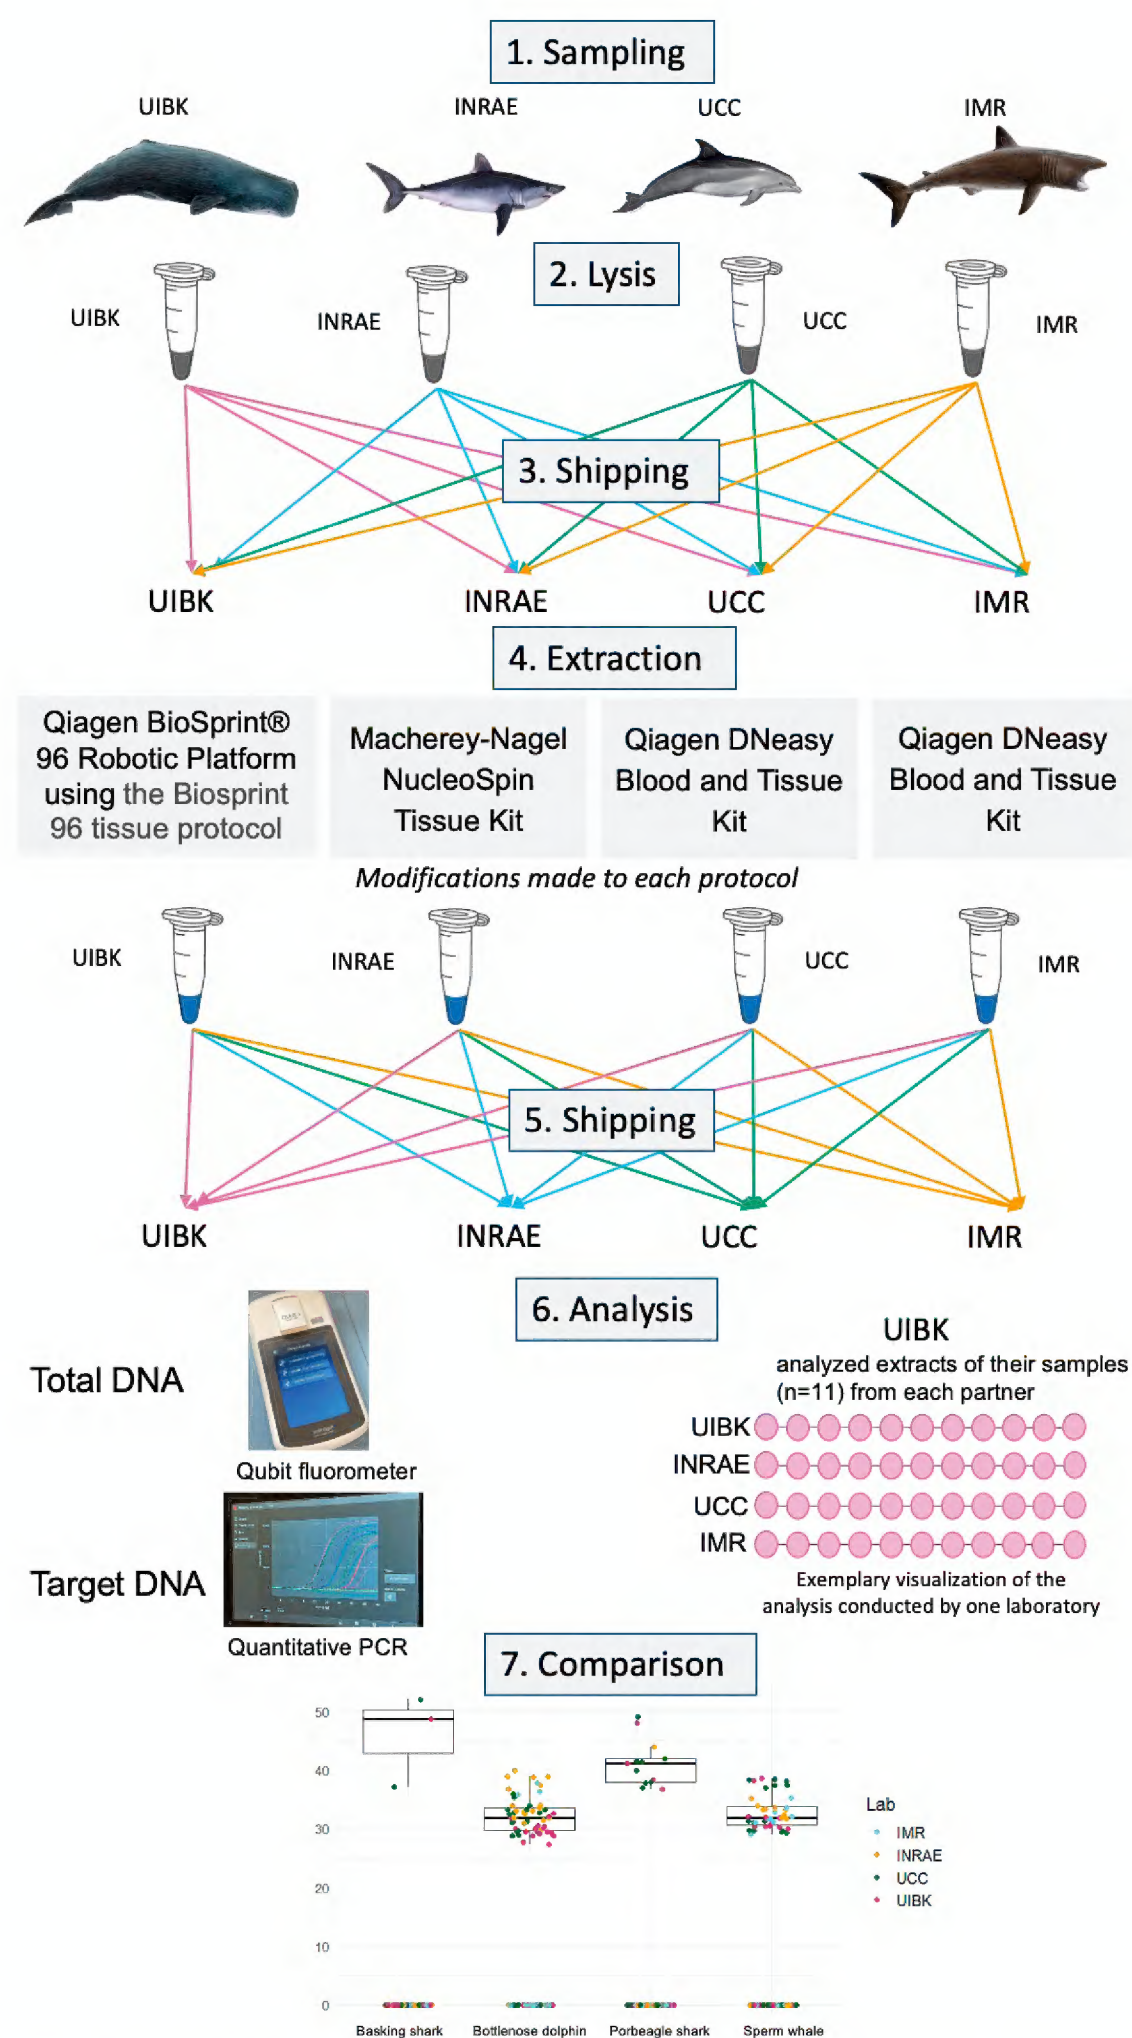 1. Sampling
UIBK
INRAE
UCC
IMR
2. Lysis
UIBK
INRAE
UCC
IMR
3. Shipping
UIBK
INRAE
UCC
IMR
4. Extraction
Qiagen BioSprint®
96 Robotic Platform
using the Biosprint
96 tissue protocol
Macherey-Nagel
NucleoSpin
Tissue Kit
Qiagen DNeasy
Blood and Tissue
Kit
Qiagen DNeasy
Blood and Tissue
Kit
Modifications made to each protocol
UIBK
INRAE
UCC
IMR
5. Shipping
UIBK
INRAE
UCC
IMR
6. Analysis
Total DNA
Qubit fluorometer
Target DNA
Quantitative PCR
UIBK
analyzed extracts of their samples
(n=11) from each partner
UIBK
INRAE
UCC
IMR
Exemplary visualization of the
analysis conducted by one laboratory
7. Comparison
50
40
30
20
10
0
Basking shark
Bottlenose dolphin
Porbeagle shark
Sperm whale
Lab
IMR
INRAE
UCC
UIBK